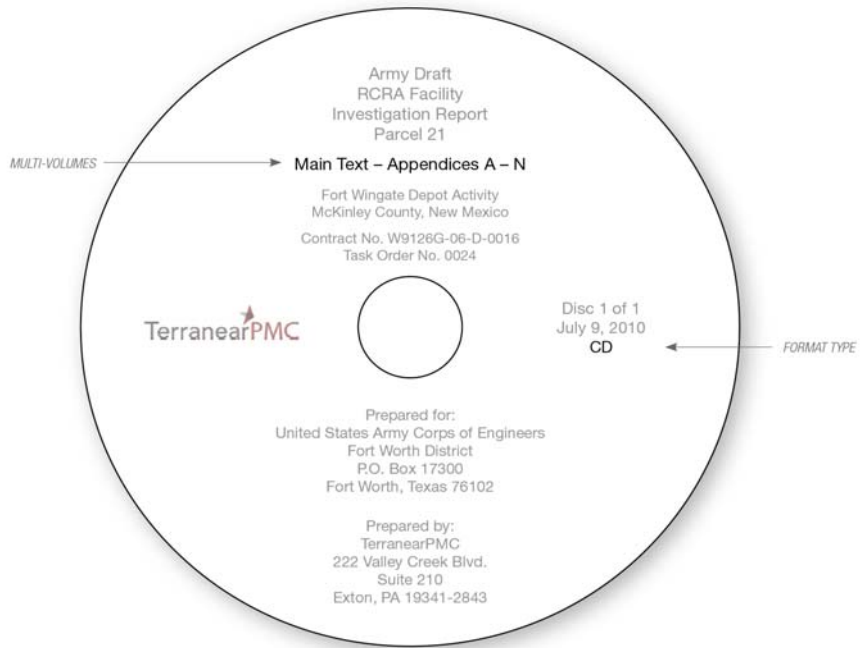 Army Draft
RCRA Facility
Investigation Report
Parcel 21
MULTI-VOLUMES
Main Text – Appendices A – N
Fort Wingate Depot Activity
McKinley County, New Mexico
Contract No. W9126G-06-D-0016
Task Order No. 0024
TerranearPMC
Disc 1 of 1
July 9, 2010
CD
FORMAT TYPE
Prepared for:
United States Army Corps of Engineers
Fort Worth District
P.O. Box 17300
Fort Worth, Texas 76102
Prepared by:
TerranearPMC
222 Valley Creek Blvd.
Suite 210
Exton, PA 19341-2843